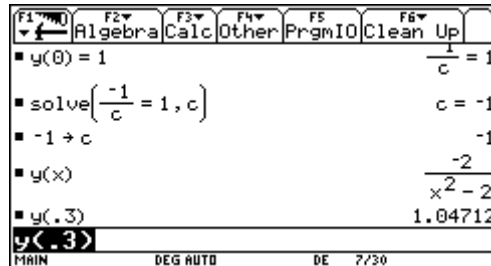 F1 F2 Algebra F3 Calc F4 Other F5 PrgmIO F6 Clean Up
▪ y(0) = 1    -1/c = 1
▪ solve(-1/c = 1, c)    c = -1
▪ -1 → c    -1
▪ y(x)    -2/(x² - 2)
▪ y(.3)    1.04712
y(.3)
MAIN DEG AUTO DE 7/30